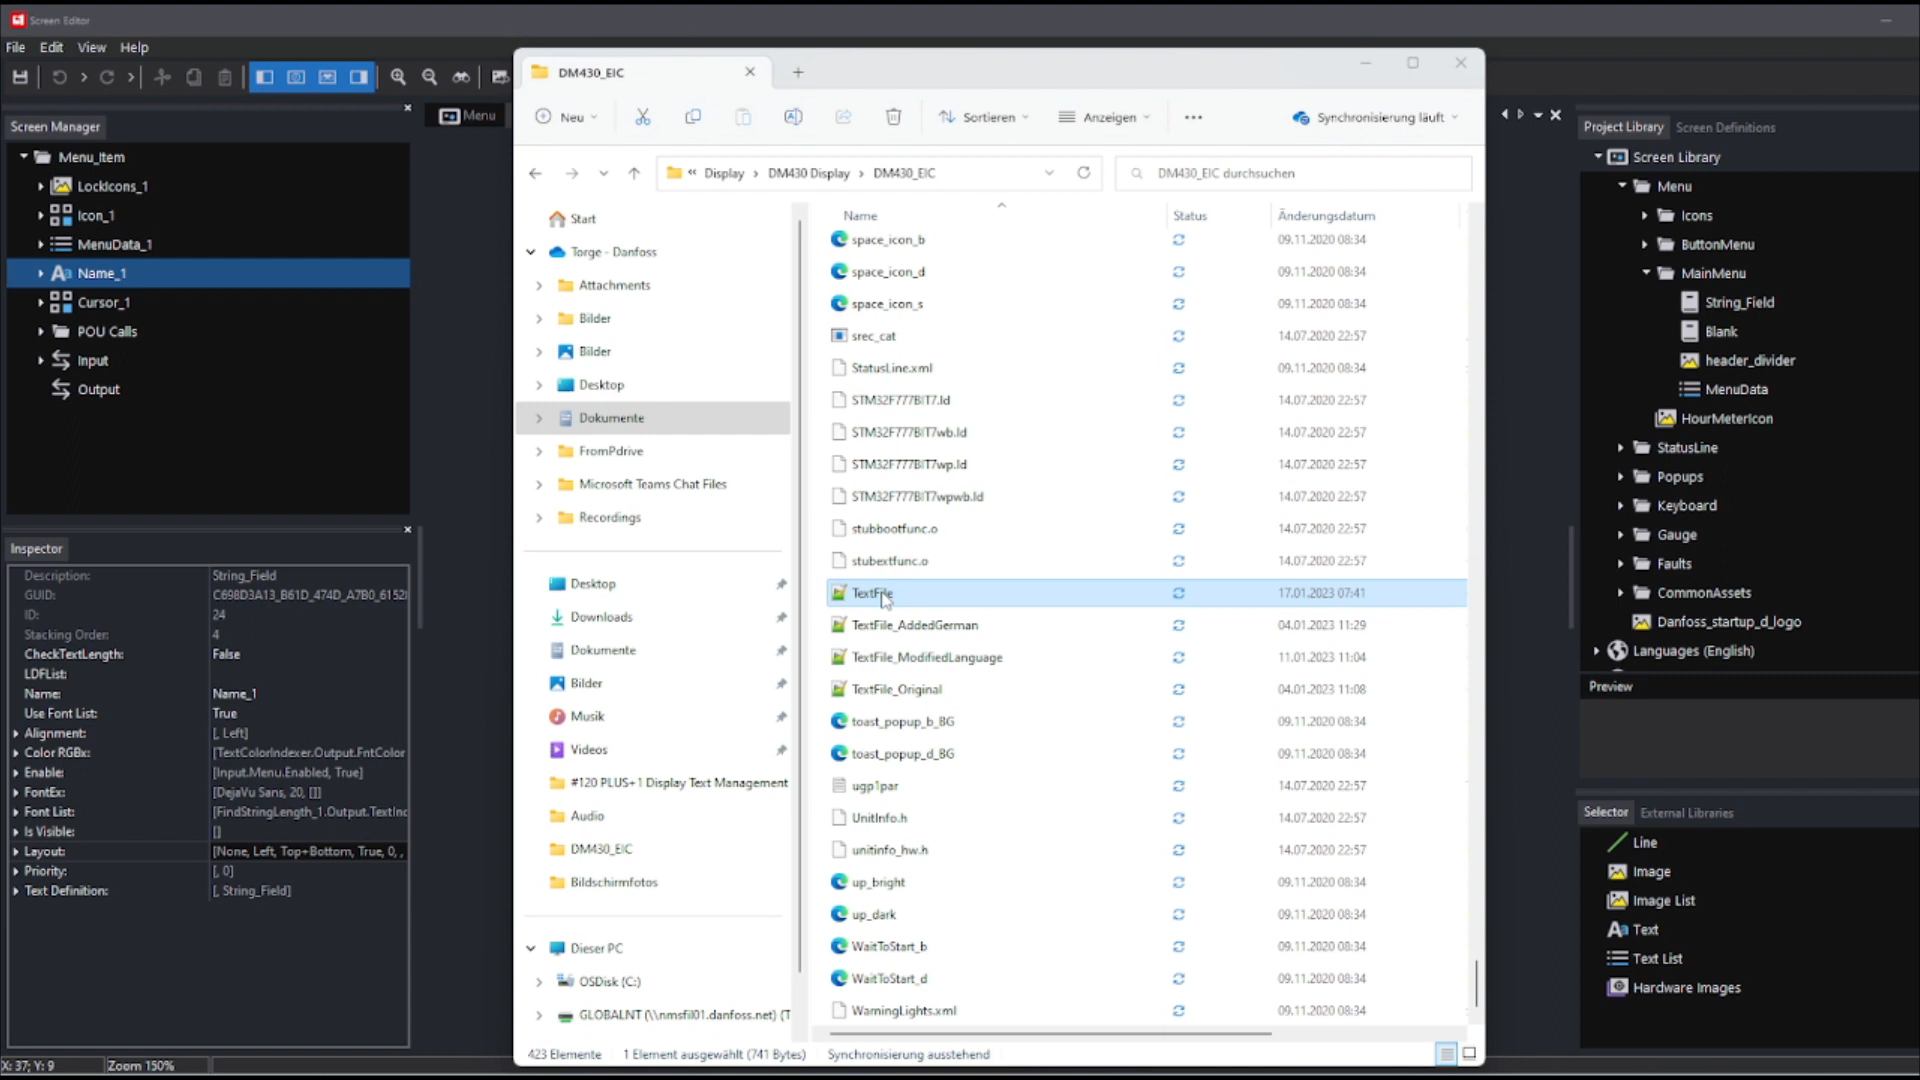 Screen Editor
File Edit View Help
Screen Manager
Menu_Item
LockIcons_1
Icon_1
MenuData_1
Name_1
Cursor_1
POU Calls
Input
Output
Inspector
Description: String_Field
GUID: C698D3A13_B61D_474D_A7B0_6152
ID: 24
Stacking Order: 4
CheckTextLength: False
LDFList:
Name: Name_1
Use Font List: True
Alignment: [, Left]
Color RGBx: [TextColorIndexer.Output.FntColor
Enable: [Input.Menu.Enabled, True]
FontEx: [DejaVu Sans, 20, []]
Font List: [FindStringLength_1.Output.TextInd
Is Visible: []
Layout: [None, Left, Top+Bottom, True, 0, ,
Priority: [, 0]
Text Definition: [, String_Field]
X: 37; Y: 9 Zoom 150%
Menu
DM430_EIC
Neu
Sortieren
Anzeigen
Synchronisierung läuft
« Display › DM430 Display › DM430_EIC
DM430_EIC durchsuchen
Start
Torge - Danfoss
Attachments
Bilder
Bilder
Desktop
Dokumente
FromPdrive
Microsoft Teams Chat Files
Recordings
Desktop
Downloads
Dokumente
Bilder
Musik
Videos
#120 PLUS+1 Display Text Management
Audio
DM430_EIC
Bildschirmfotos
Dieser PC
OSDisk (C:)
GLOBALNT (\\nmsfil01.danfoss.net) (T
Name Status Änderungsdatum
space_icon_b 09.11.2020 08:34
space_icon_d 09.11.2020 08:34
space_icon_s 09.11.2020 08:34
srec_cat 14.07.2020 22:57
StatusLine.xml 09.11.2020 08:34
STM32F777BIT7.ld 14.07.2020 22:57
STM32F777BIT7wb.ld 14.07.2020 22:57
STM32F777BIT7wp.ld 14.07.2020 22:57
STM32F777BIT7wpwb.ld 14.07.2020 22:57
stubbootfunc.o 14.07.2020 22:57
stubextfunc.o 14.07.2020 22:57
TextFile 17.01.2023 07:41
TextFile_AddedGerman 04.01.2023 11:29
TextFile_ModifiedLanguage 11.01.2023 11:04
TextFile_Original 04.01.2023 11:08
toast_popup_b_BG 09.11.2020 08:34
toast_popup_d_BG 09.11.2020 08:34
ugp1par 14.07.2020 22:57
UnitInfo.h 14.07.2020 22:57
unitinfo_hw.h 14.07.2020 22:57
up_bright 09.11.2020 08:34
up_dark 09.11.2020 08:34
WaitToStart_b 09.11.2020 08:34
WaitToStart_d 09.11.2020 08:34
WarningLights.xml 09.11.2020 08:34
423 Elemente 1 Element ausgewählt (741 Bytes) Synchronisierung ausstehend
Project Library Screen Definitions
Screen Library
Menu
Icons
ButtonMenu
MainMenu
String_Field
Blank
header_divider
MenuData
HourMeterIcon
StatusLine
Popups
Keyboard
Gauge
Faults
CommonAssets
Danfoss_startup_d_logo
Languages (English)
Preview
Selector External Libraries
Line
Image
Image List
Text
Text List
Hardware Images